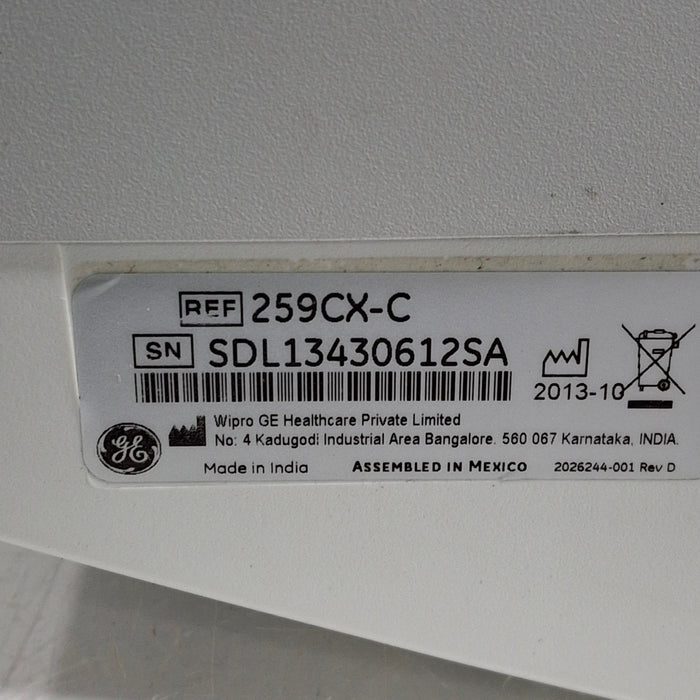 REF 259CX-C
SN SDL13430612SA
2013-10
Wipro GE Healthcare Private Limited
No: 4 Kadugodi Industrial Area Bangalore. 560 067 Karnataka, INDIA.
GE
Made in India ASSEMBLED IN MEXICO 2026244-001 Rev D